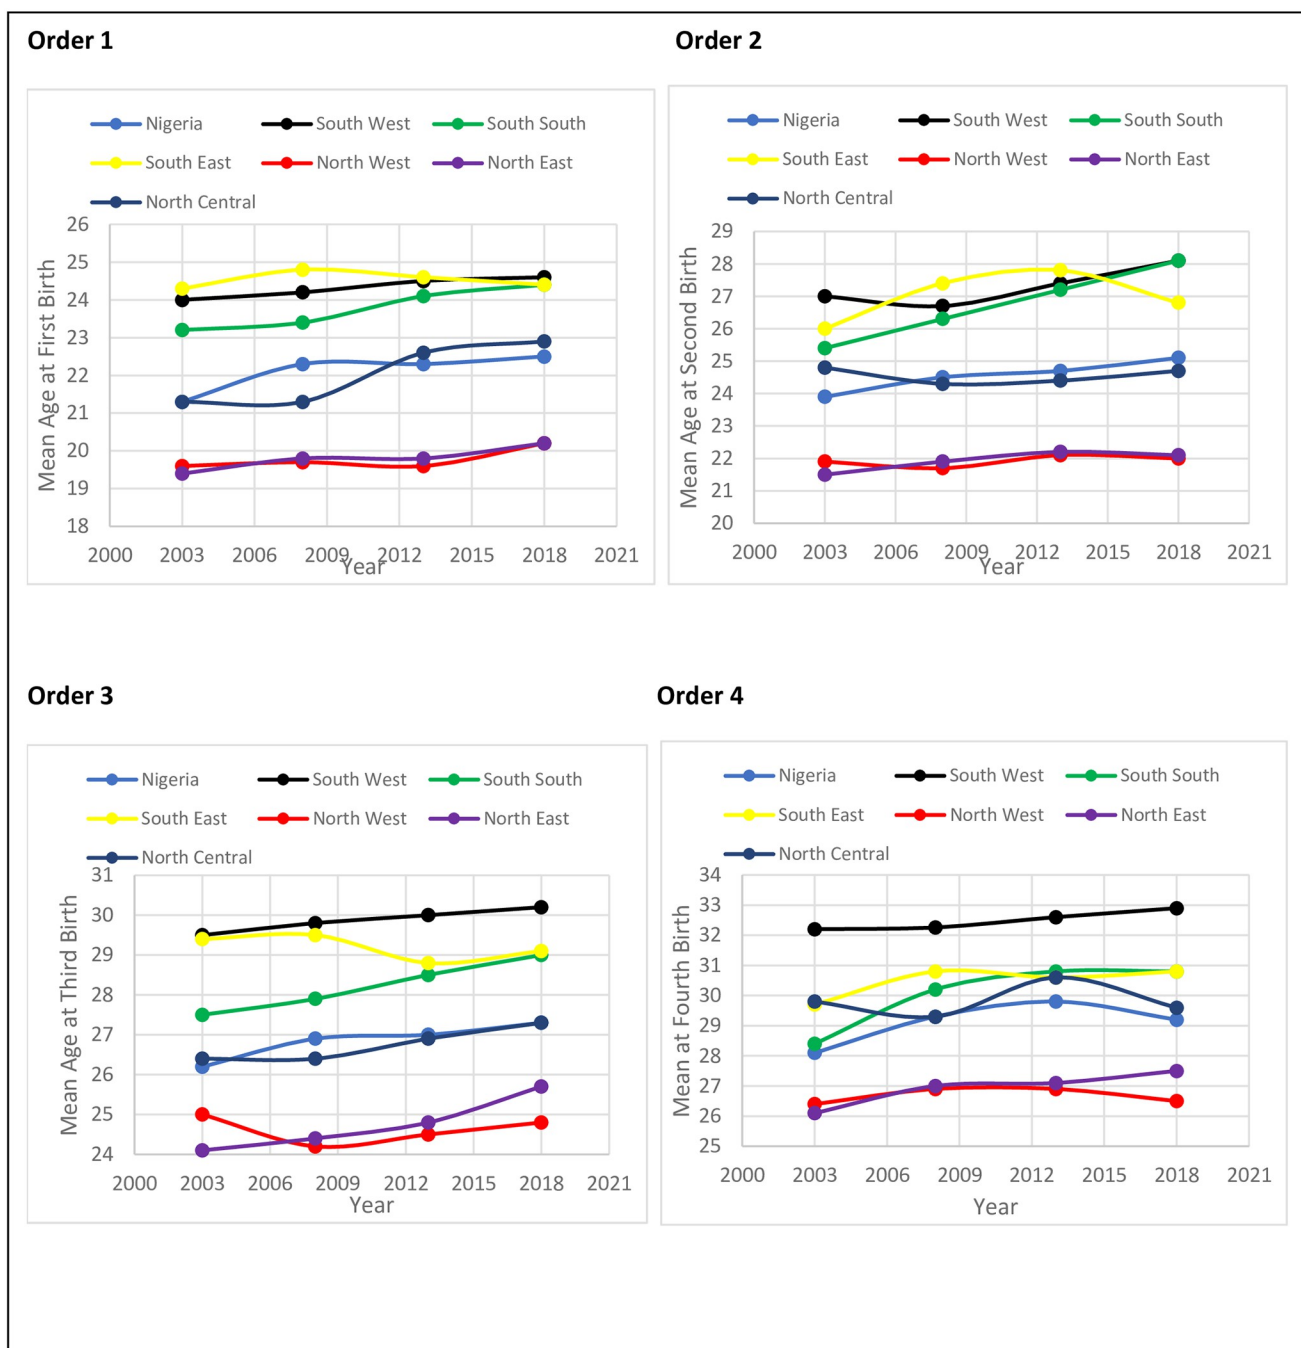 Order 1
Nigeria South West South South
South East North West North East
North Central
26
25
24
23
22
21
20
19
18
Mean Age at First Birth
2000 2003 2006 2009 2012 2015 2018 2021
Year
Order 2
Nigeria South West South South
South East North West North East
North Central
29
28
27
26
25
24
23
22
21
20
Mean Age at Second Birth
2000 2003 2006 2009 2012 2015 2018 2021
Year
Order 3
Nigeria South West South South
South East North West North East
North Central
31
30
29
28
27
26
25
24
Mean Age at Third Birth
2000 2003 2006 2009 2012 2015 2018 2021
Year
Order 4
Nigeria South West South South
South East North West North East
North Central
34
33
32
31
30
29
28
27
26
25
Mean at Fourth Birth
2000 2003 2006 2009 2012 2015 2018 2021
Year